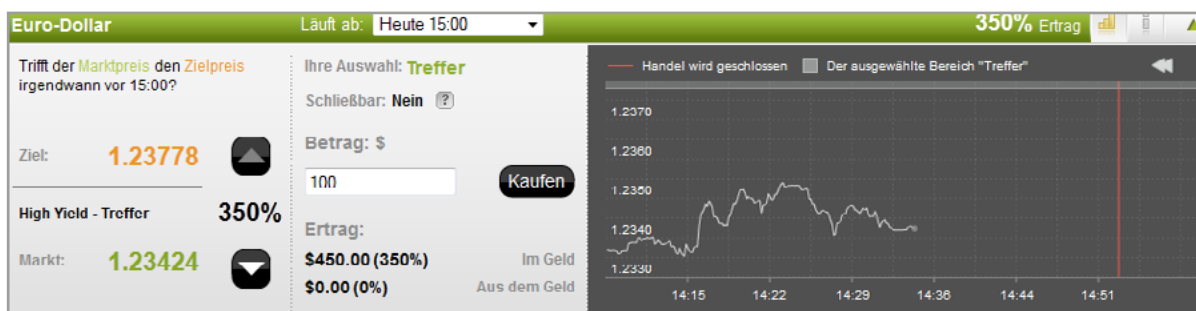 Euro-Dollar
Läuft ab: Heute 15:00
350% Ertrag
Trifft der Marktpreis den Zielpreis
irgendwann vor 15:00?
Ziel: 1.23778
High Yield - Treffer 350%
Markt: 1.23424
Ihre Auswahl: Treffer
Schließbar: Nein ?
Betrag: $
100
Kaufen
Ertrag:
$450.00 (350%) Im Geld
$0.00 (0%) Aus dem Geld
Handel wird geschlossen Der ausgewählte Bereich "Treffer"
1.2370
1.2360
1.2350
1.2340
1.2330
14:15 14:22 14:29 14:36 14:44 14:51